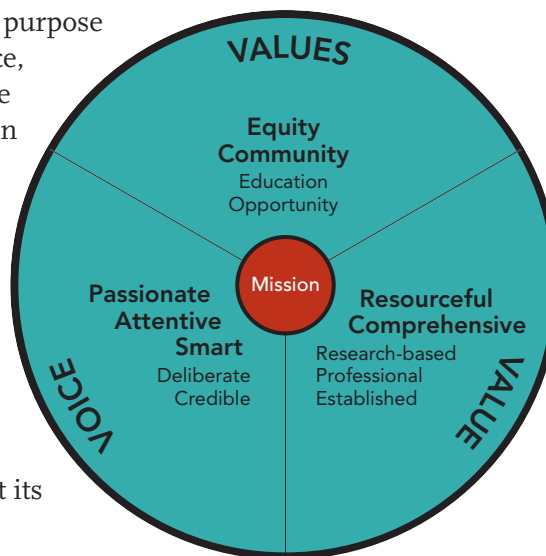 purpose
ce,
e
n
VALUES
Equity
Community
Education
Opportunity
Mission
Passionate
Attentive
Smart
Deliberate
Credible
VOICE
Resourceful
Comprehensive
Research-based
Professional
Established
VALUE
t its